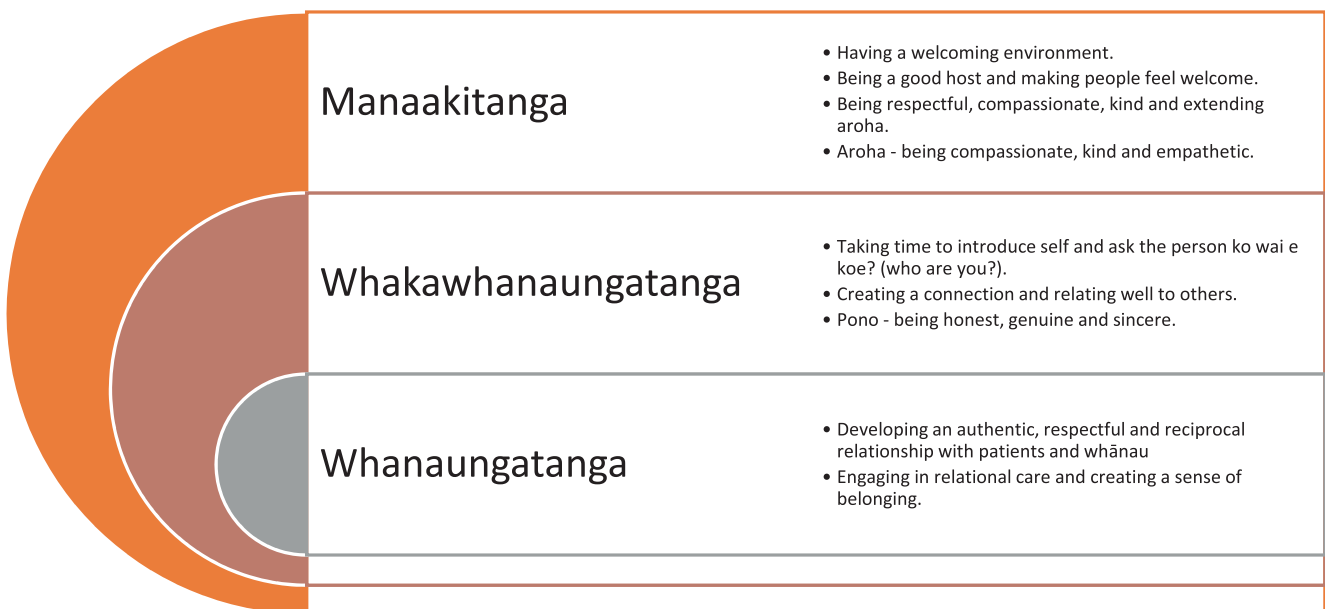 Manaakitanga
• Having a welcoming environment.
• Being a good host and making people feel welcome.
• Being respectful, compassionate, kind and extending
aroha.
• Aroha - being compassionate, kind and empathetic.
Whakawhanaungatanga
• Taking time to introduce self and ask the person ko wai e
koe? (who are you?).
• Creating a connection and relating well to others.
• Pono - being honest, genuine and sincere.
Whanaungatanga
• Developing an authentic, respectful and reciprocal
relationship with patients and whānau
• Engaging in relational care and creating a sense of
belonging.